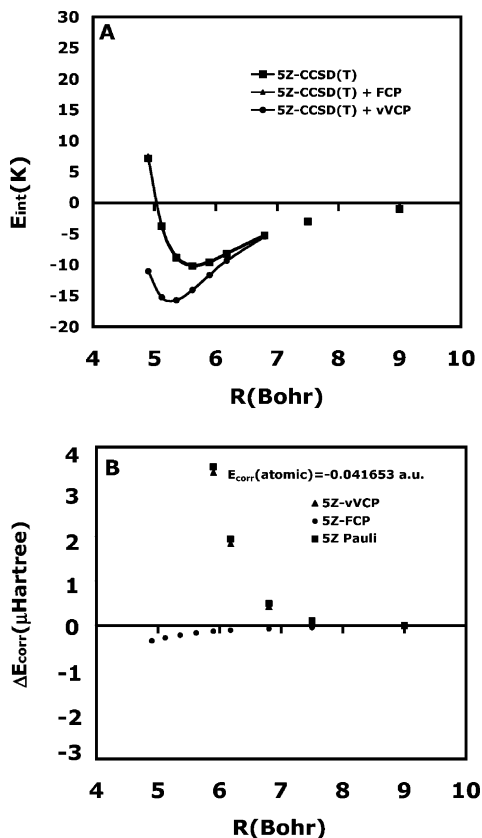 A
30
25
20
15
10
5
0
-5
-10
-15
-20
4 5 6 7 8 9 10
Eint(K)
R(Bohr)
5Z-CCSD(T)
5Z-CCSD(T) + FCP
5Z-CCSD(T) + vVCP
B
Ecorr(atomic)=-0.041653 a.u.
5Z-vVCP
5Z-FCP
5Z Pauli
4
3
2
1
0
-1
-2
-3
4 5 6 7 8 9 10
ΔEcorr(μHartree)
R(Bohr)